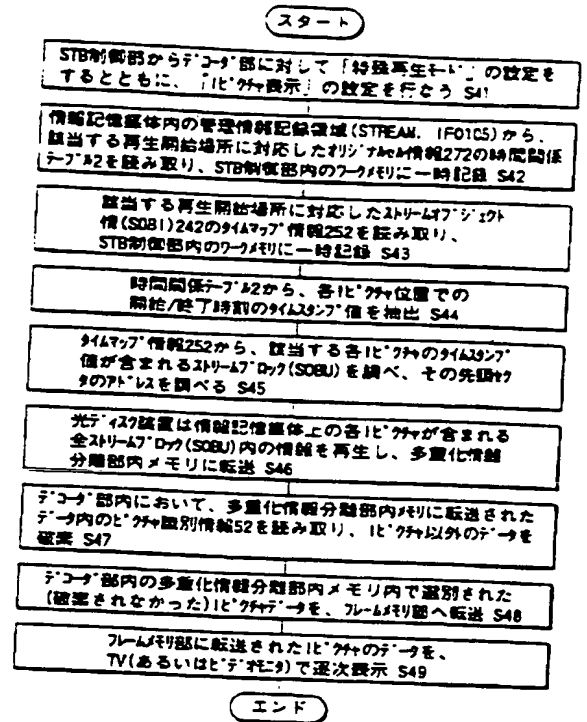 スタート
STB制御部からデコーダ部に対して「特殊再生モード」の設定を
するとともに、「Iピクチャ表示」の設定を行なう S41
情報記憶媒体内の管理情報記録領域(STREAM. IFO105)から、
該当する再生開始場所に対応したオリジナルセル情報272の時間関係
テーブル2を読み取り、STB制御部内のワークメモリに一時記録 S42
該当する再生開始場所に対応したストリームオブジェクト
情(SOBI)242のタイムマップ情報252を読み取り、
STB制御部内のワークメモリに一時記録 S43
時間関係テーブル2から、各Iピクチャ位置での
開始/終了時刻のタイムスタンプ値を抽出 S44
タイムマップ情報252から、該当する各Iピクチャのタイムスタンプ
値が含まれるストリームブロック(SOBU)を調べ、その先頭セク
タのアドレスを調べる S45
光ディスク装置は情報記憶媒体上の各Iピクチャが含まれる
全ストリームブロック(SOBU)内の情報を再生し、多重化情報
分離部内メモリに転送 S46
デコーダ部内において、多重化情報分離部内メモリに転送された
データ内のピクチャ識別情報52を読み取り、Iピクチャ以外のデータを
破棄 S47
デコーダ部内の多重化情報分離部内メモリ内で選別された
(破棄されなかった)Iピクチャデータを、フレームメモリ部へ転送 S48
フレームメモリ部に転送されたIピクチャのデータを、
TV(あるいはビデオモニタ)で逐次表示 S49
エンド